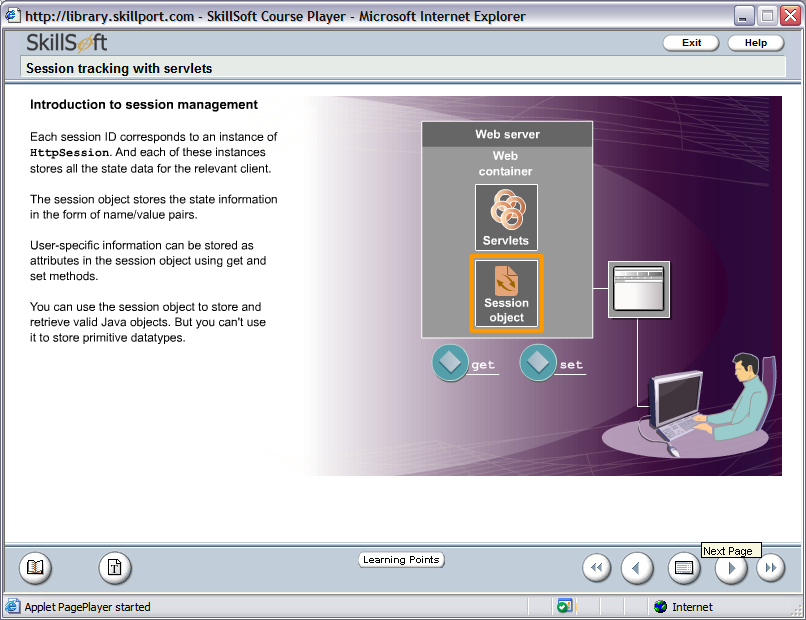 http://library.skillport.com - SkillSoft Course Player - Microsoft Internet Explorer
SkillSoft
Exit
Help
Session tracking with servlets
Introduction to session management
Each session ID corresponds to an instance of
HttpSession. And each of these instances
stores all the state data for the relevant client.
The session object stores the state information
in the form of name/value pairs.
User-specific information can be stored as
attributes in the session object using get and
set methods.
You can use the session object to store and
retrieve valid Java objects. But you can't use
it to store primitive datatypes.
Web server
Web
container
Servlets
Session
object
get
set
Learning Points
Next Page
T
Applet PagePlayer started
Internet